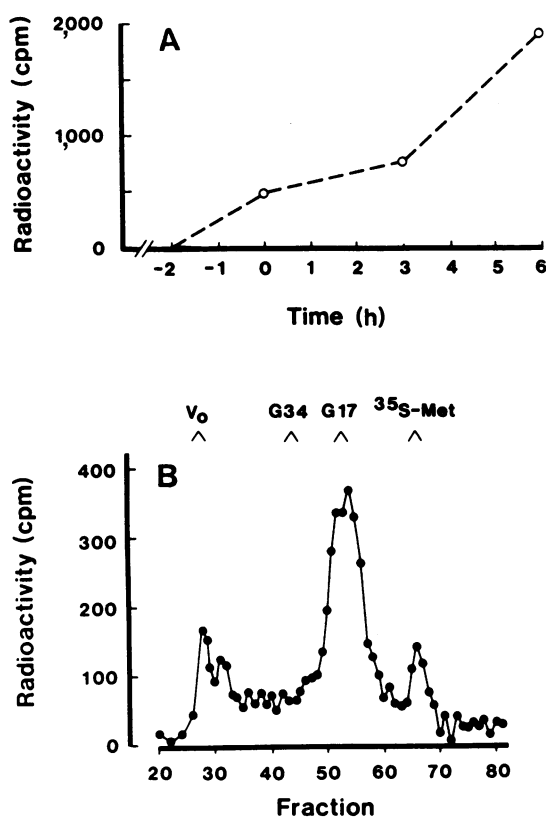 A
Radioactivity (cpm)
2,000
1,000
0
-2 -1 0 1 2 3 4 5 6
Time (h)
V₀ G34 G17 ³⁵S-Met
B
Radioactivity (cpm)
400
300
200
100
0
20 30 40 50 60 70 80
Fraction